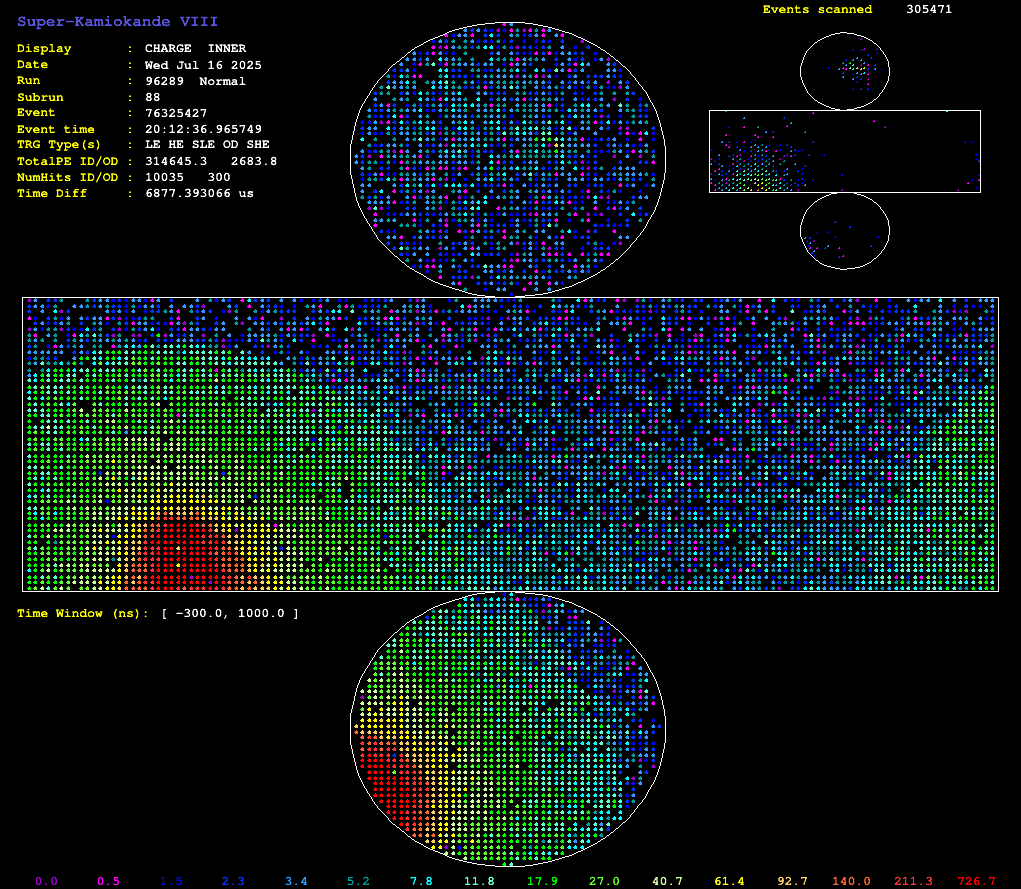 Super-Kamiokande VIII
Events scanned 305471
Display : CHARGE INNER
Date : Wed Jul 16 2025
Run : 96289 Normal
Subrun : 88
Event : 76325427
Event time : 20:12:36.965749
TRG Type(s) : LE HE SLE OD SHE
TotalPE ID/OD : 314645.3 2683.8
NumHits ID/OD : 10035 300
Time Diff : 6877.393066 us
Time Window (ns): [ -300.0, 1000.0 ]
0.0 0.5 1.5 2.3 3.4 5.2 7.8 11.8 17.9 27.0 40.7 61.4 92.7 140.0 211.3 726.7